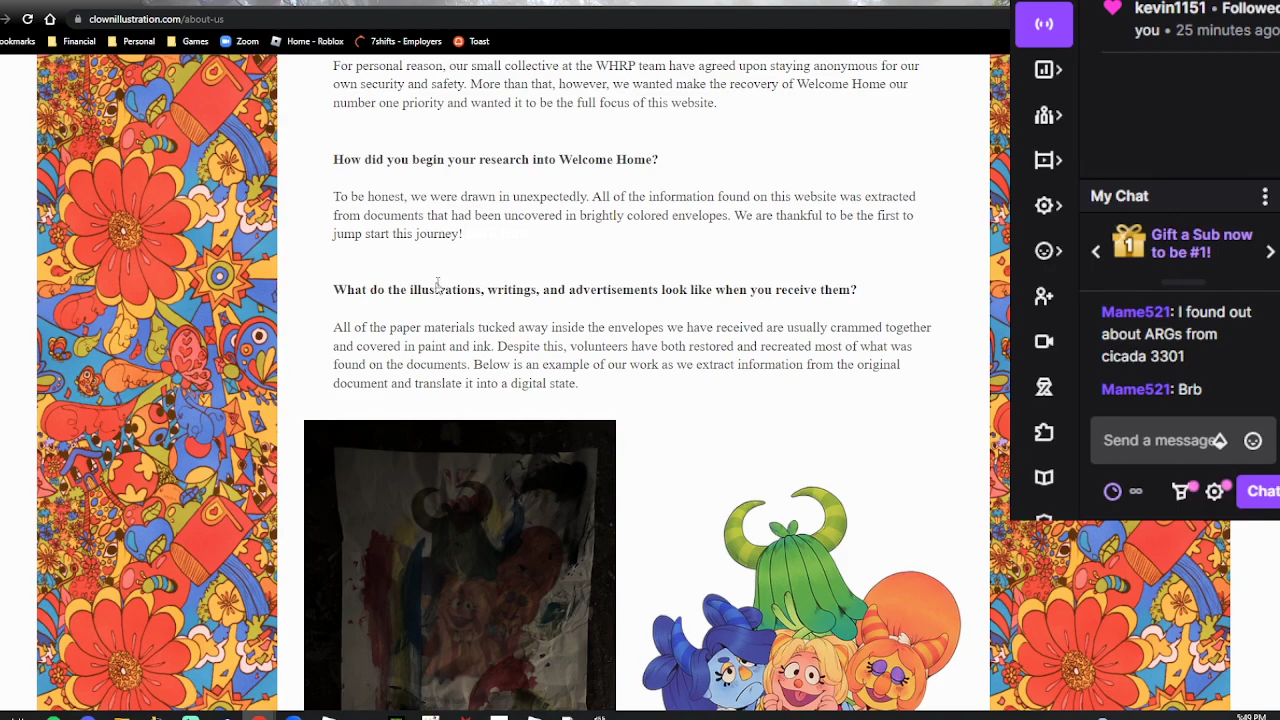 clownillustration.com/about-us
ookmarks Financial Personal Games Zoom Home - Roblox 7shifts - Employers Toast
For personal reason, our small collective at the WHRP team have agreed upon staying anonymous for our
own security and safety. More than that, however, we wanted make the recovery of Welcome Home our
number one priority and wanted it to be the full focus of this website.
How did you begin your research into Welcome Home?
To be honest, we were drawn in unexpectedly. All of the information found on this website was extracted
from documents that had been uncovered in brightly colored envelopes. We are thankful to be the first to
jump start this journey!
What do the illustrations, writings, and advertisements look like when you receive them?
All of the paper materials tucked away inside the envelopes we have received are usually crammed together
and covered in paint and ink. Despite this, volunteers have both restored and recreated most of what was
found on the documents. Below is an example of our work as we extract information from the original
document and translate it into a digital state.
kevin1151 • Followed
you • 25 minutes ago
My Chat
1
Gift a Sub now
to be #1!
Mame521: I found out
about ARGs from
cicada 3301
Mame521: Brb
Send a message
Chat
5:49 PM